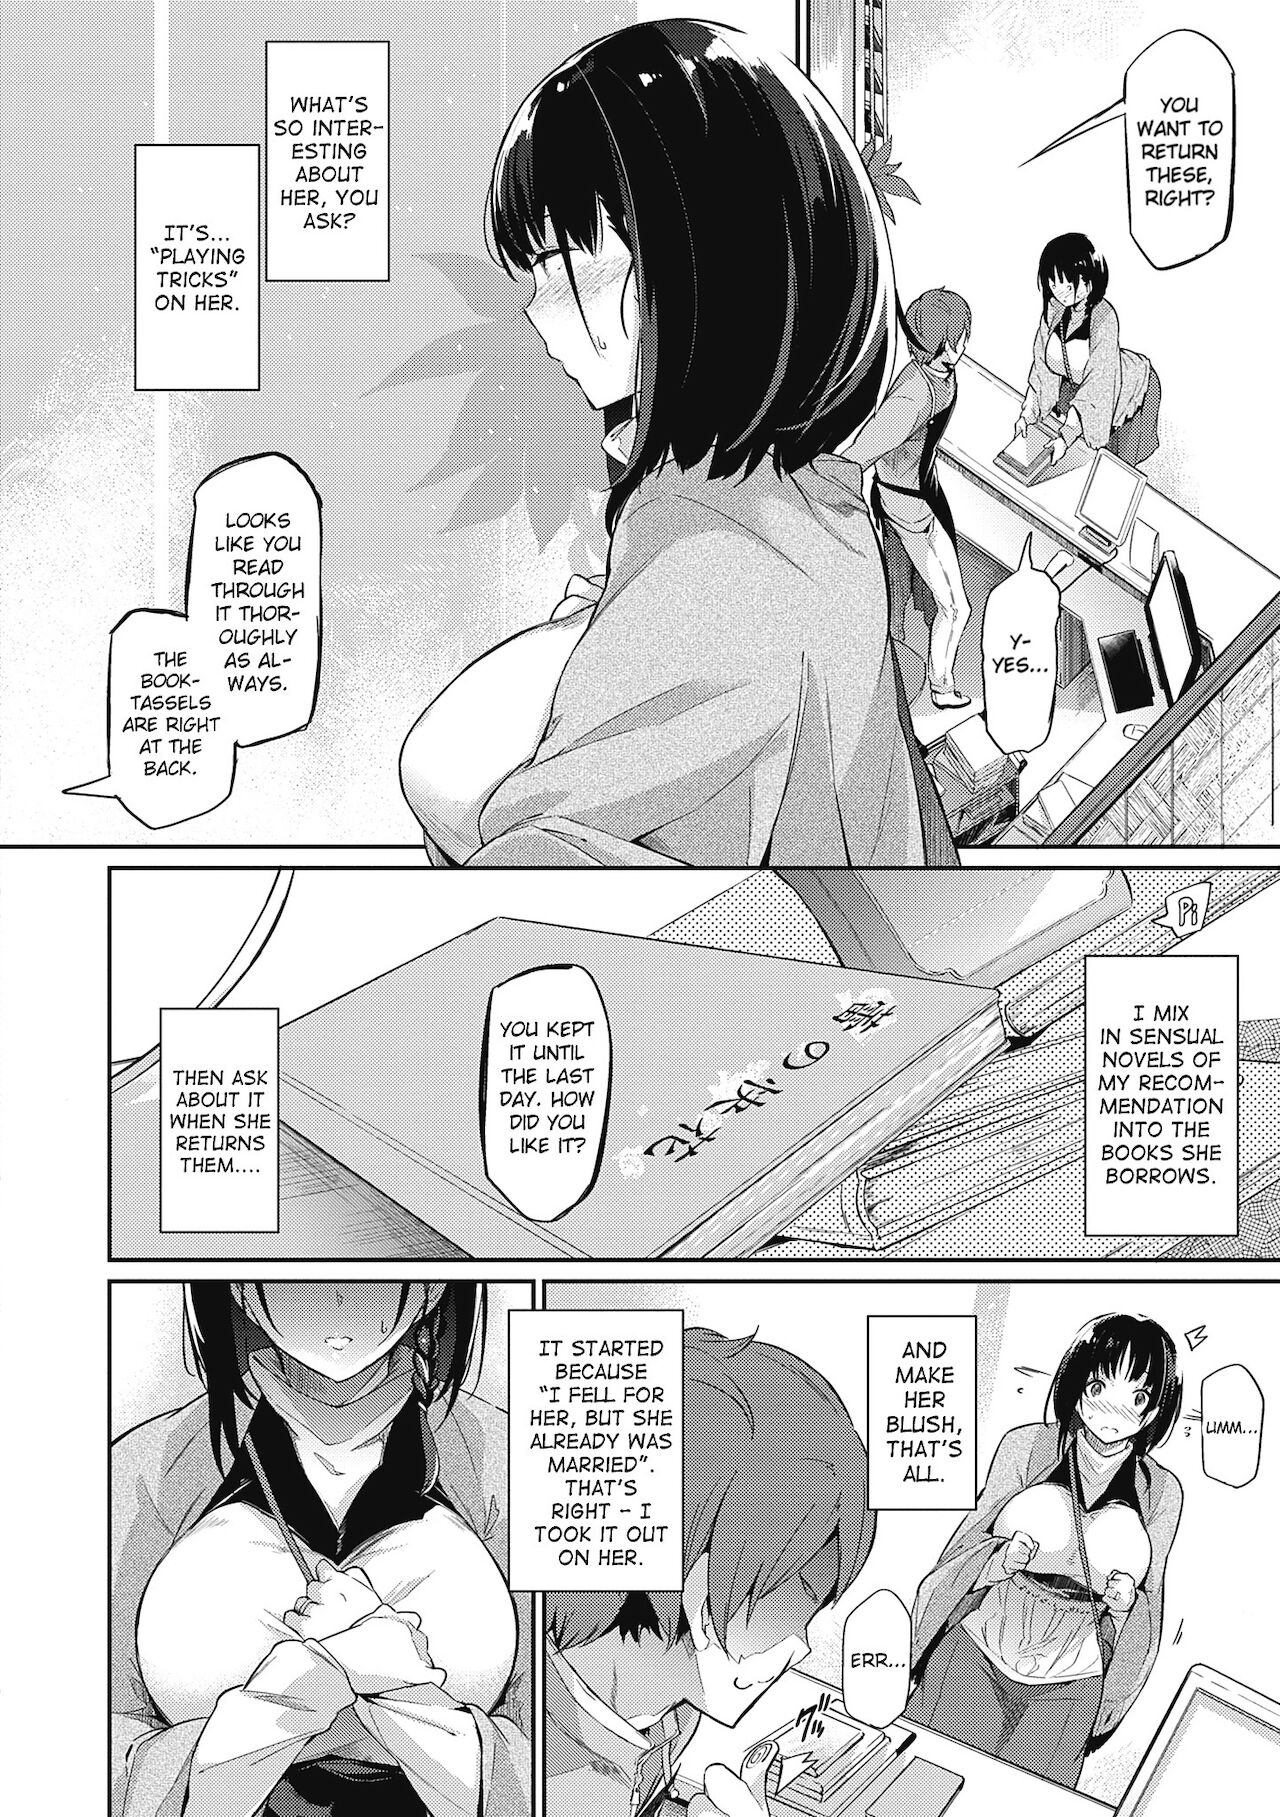 YOU
WANT TO
RETURN
THESE,
RIGHT?
Y-
YES...
WHAT'S
SO INTER-
ESTING
ABOUT
HER, YOU
ASK?
IT'S...
"PLAYING
TRICKS"
ON HER.
LOOKS
LIKE YOU
READ
THROUGH
IT THOR-
OUGHLY
AS AL-
WAYS.
THE
BOOK-
TASSELS
ARE RIGHT
AT THE
BACK.
Pi
I MIX
IN SENSUAL
NOVELS OF
MY RECOM-
MENDATION
INTO THE
BOOKS SHE
BORROWS.
YOU KEPT
IT UNTIL
THE LAST
DAY. HOW
DID YOU
LIKE IT?
THEN ASK
ABOUT IT
WHEN SHE
RETURNS
THEM....
UMM...
AND
MAKE
HER
BLUSH,
THAT'S
ALL.
ERR...
グッ
IT STARTED
BECAUSE
"I FELL FOR
HER, BUT SHE
ALREADY WAS
MARRIED".
THAT'S
RIGHT - I
TOOK IT OUT
ON HER.